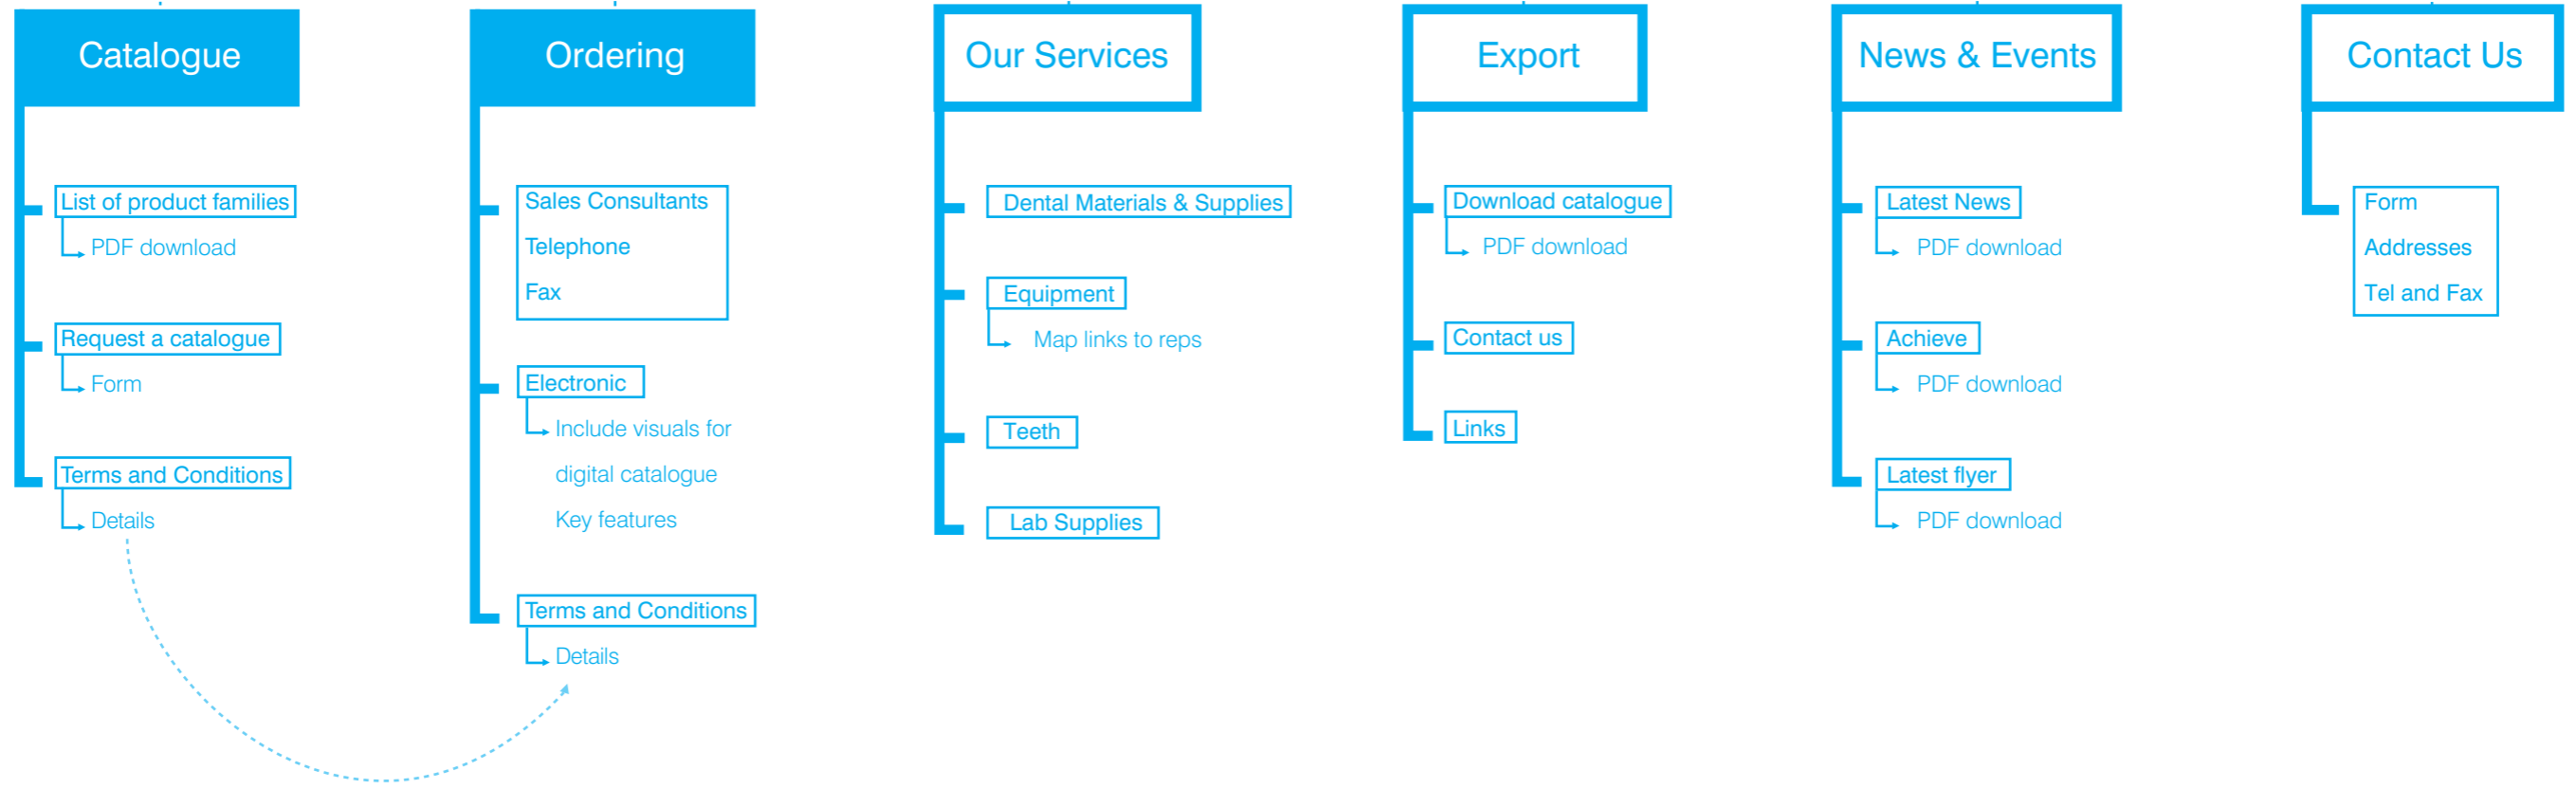 Catalogue
List of product families
PDF download
Request a catalogue
Form
Terms and Conditions
Details
Ordering
Sales Consultants
Telephone
Fax
Electronic
Include visuals for
digital catalogue
Key features
Terms and Conditions
Details
Our Services
Dental Materials & Supplies
Equipment
Map links to reps
Teeth
Lab Supplies
Export
Download catalogue
PDF download
Contact us
Links
News & Events
Latest News
PDF download
Achieve
PDF download
Latest flyer
PDF download
Contact Us
Form
Addresses
Tel and Fax